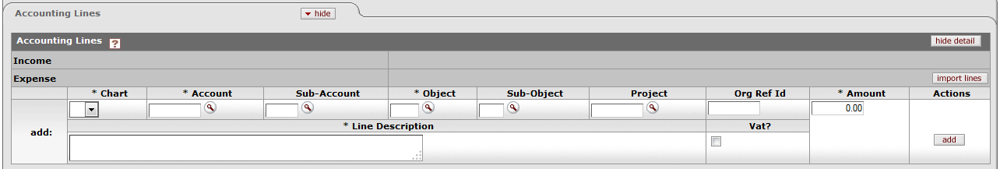 Accounting Lines hide
Accounting Lines ? hide detail
Income
Expense import lines
* Chart * Account Sub-Account * Object Sub-Object Project Org Ref Id * Amount Actions
add: 0.00
* Line Description Vat?
add